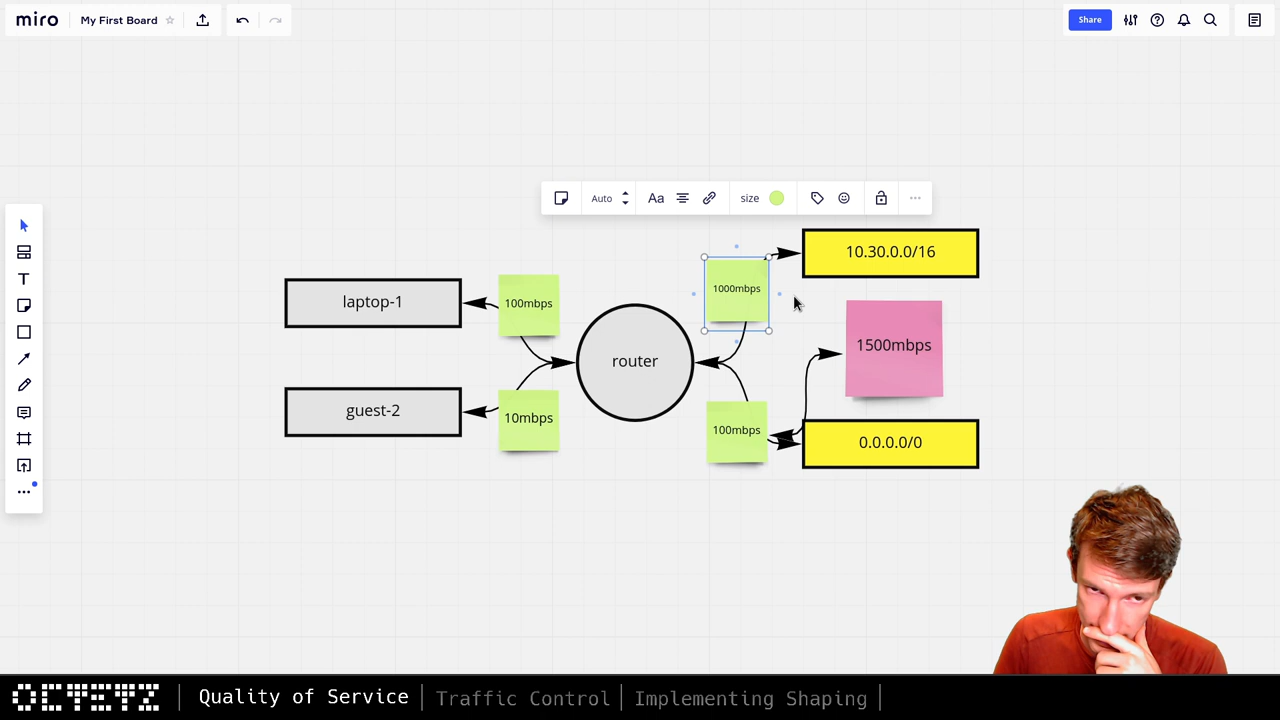 miro
My First Board
Share
Auto
Aa
size
10.30.0.0/16
1000mbps
laptop-1
100mbps
1500mbps
router
guest-2
10mbps
100mbps
0.0.0.0/0
OCTETZ
Quality of Service
Traffic Control
Implementing Shaping